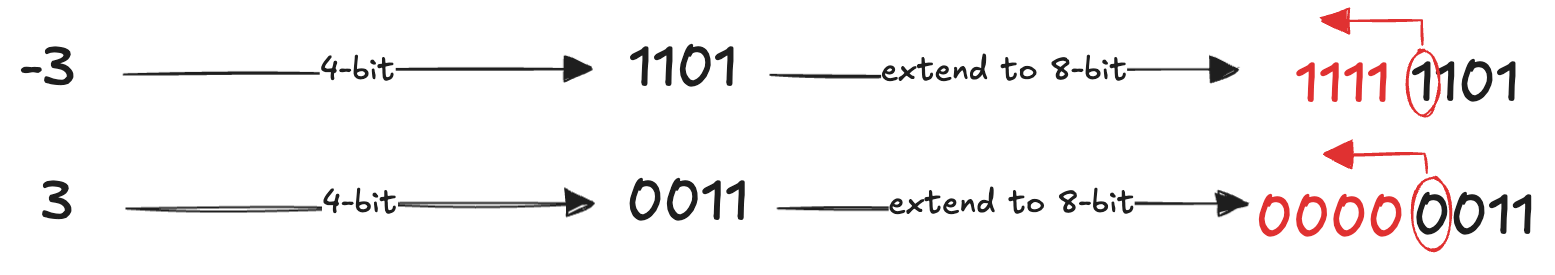 -3 4-bit 1101 extend to 8-bit 1111 1101
3 4-bit 0011 extend to 8-bit 0000 0011